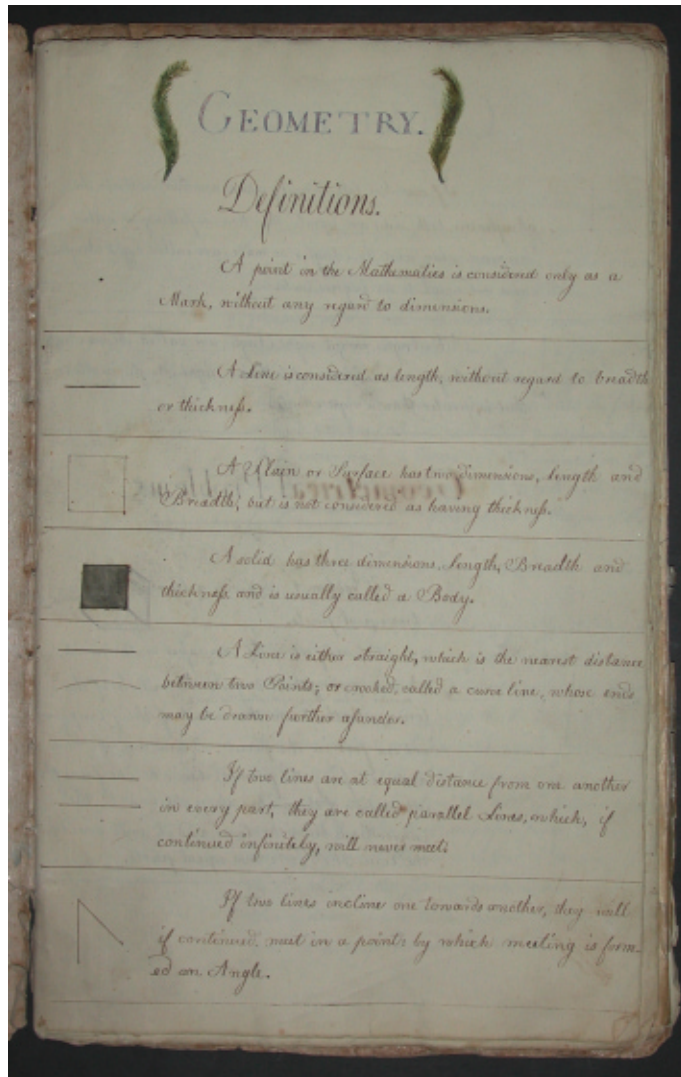 GEOMETRY.
Definitions.
A point in the Mathematics is considered only as a
Mark, without any regard to dimensions.
A Line is considered as length, without regard to breadth
or thickneſs.
A Plain or Surface has two dimensions, length and
Breadth, but is not considered as having thickneſs.
A solid has three dimensions, length, Breadth and
thickneſs and is usually called a Body.
A Line is either straight, which is the nearest distance
between two Points; or crooked, called a curve line, whose ends
may be drawn further aſunder.
If two lines are at equal distance from one another
in every part, they are called parallel Lines, which, if
continued infinitely, will never meet.
If two lines incline one towards another, they will
if continued, meet in a point: by which meeting is form-
ed an Angle.